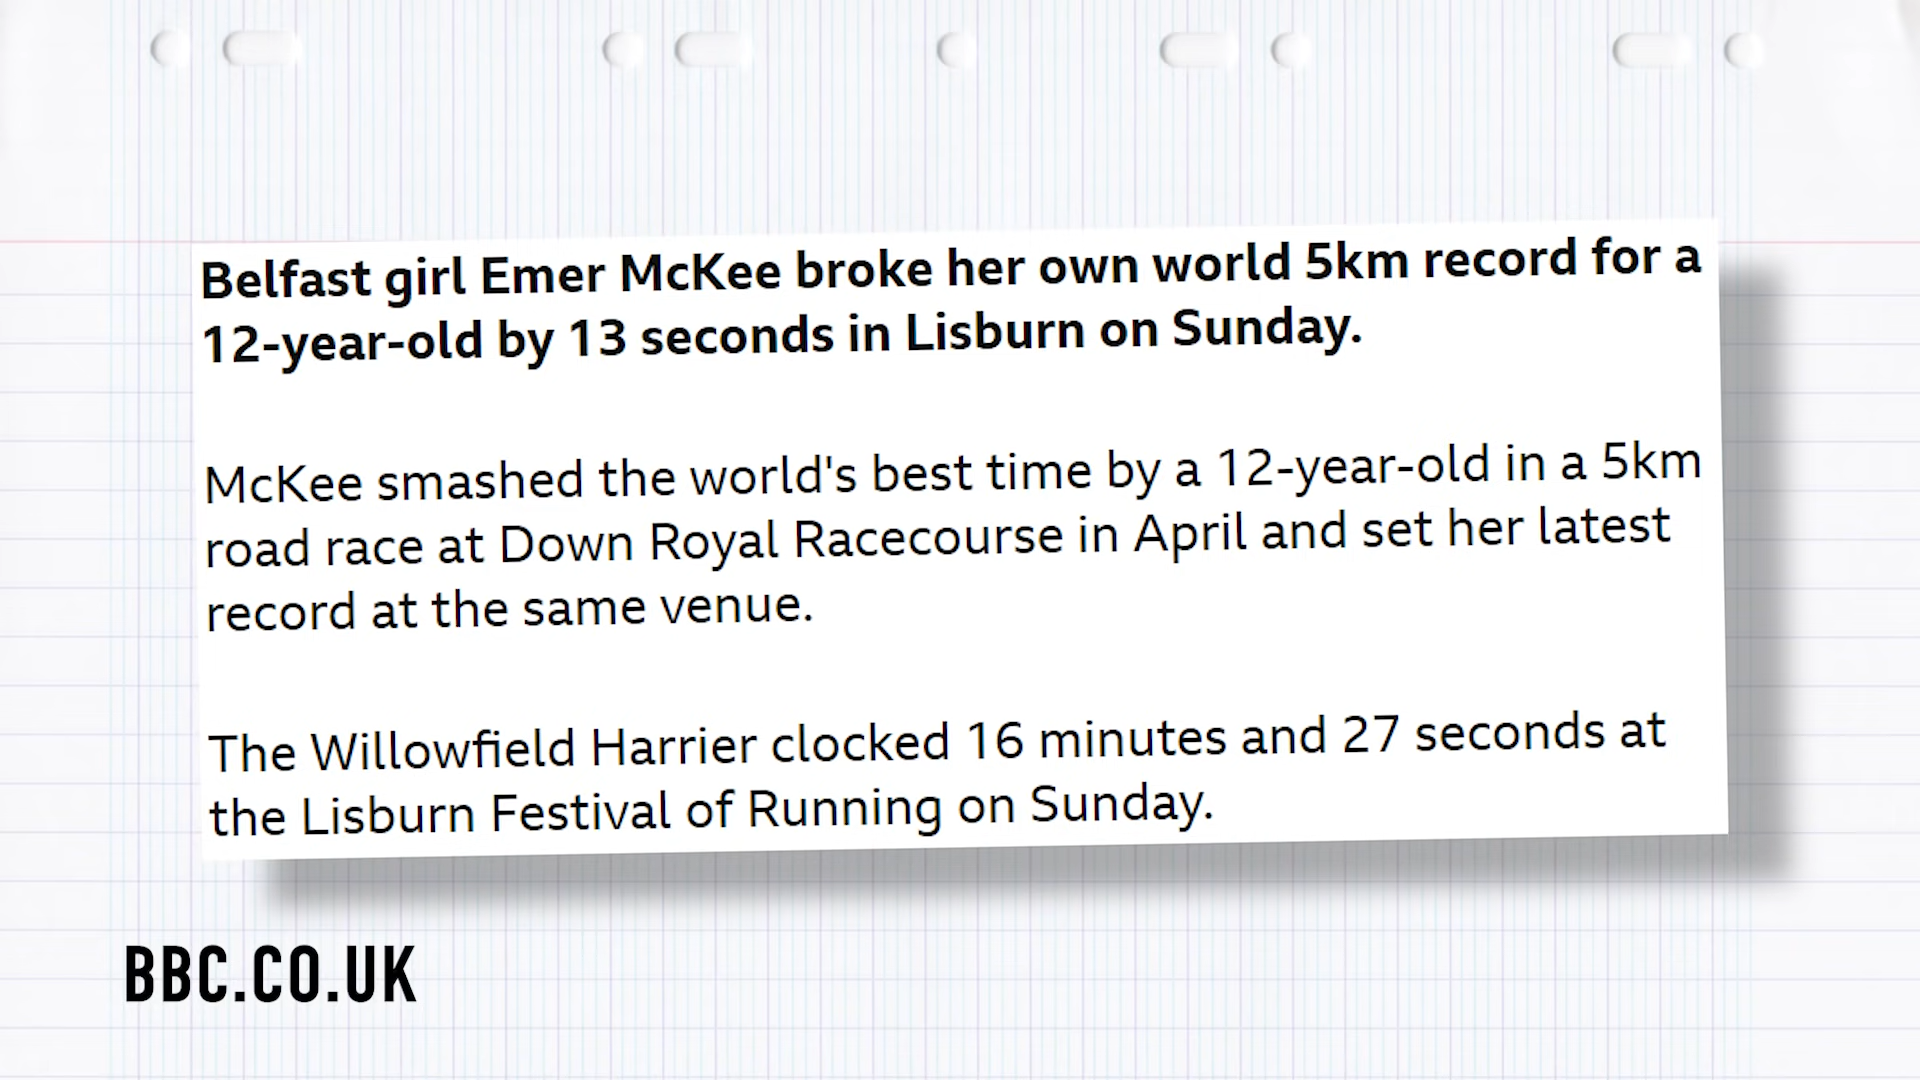 Belfast girl Emer McKee broke her own world 5km record for a
12-year-old by 13 seconds in Lisburn on Sunday.
McKee smashed the world's best time by a 12-year-old in a 5km
road race at Down Royal Racecourse in April and set her latest
record at the same venue.
The Willowfield Harrier clocked 16 minutes and 27 seconds at
the Lisburn Festival of Running on Sunday.
BBC.CO.UK